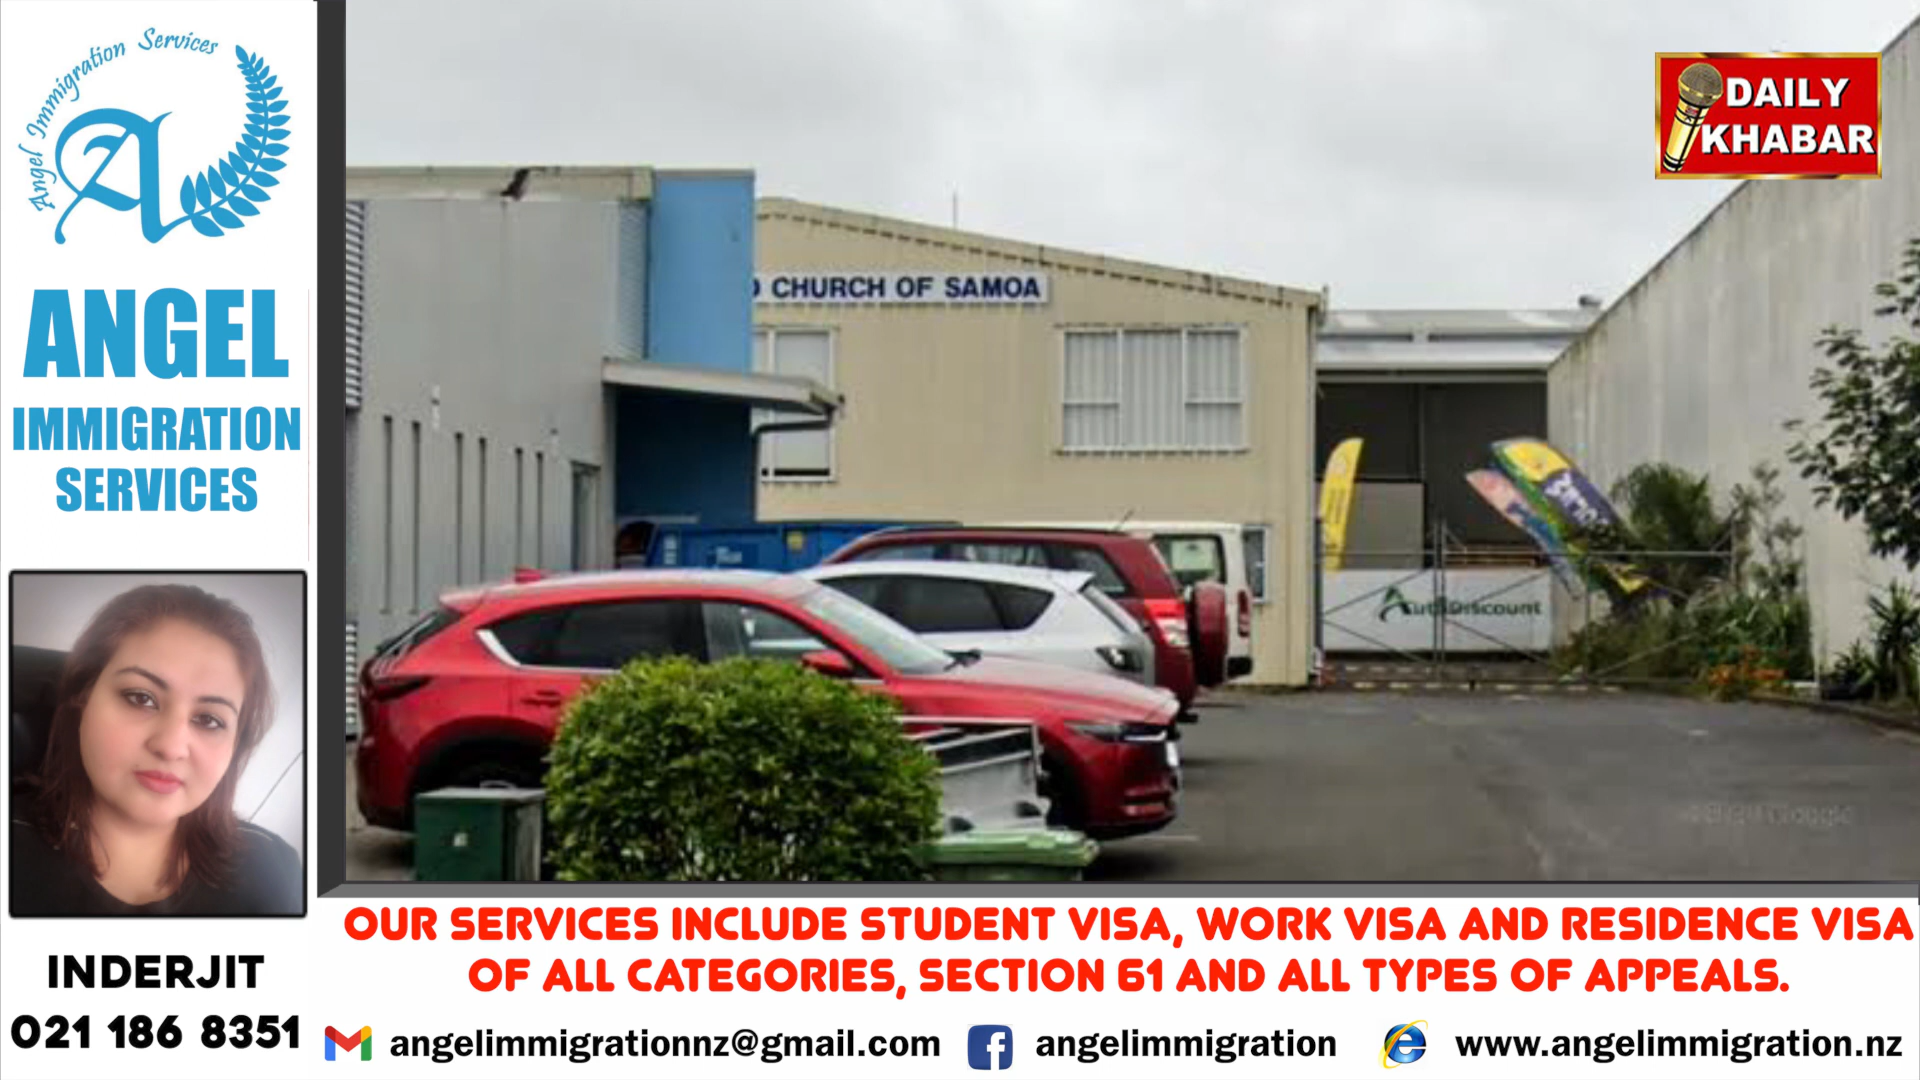 Angel Immigration Services
A
ANGEL
IMMIGRATION
SERVICES
INDERJIT
021 186 8351
DAILY
KHABAR
CHURCH OF SAMOA
OUR SERVICES INCLUDE STUDENT VISA, WORK VISA AND RESIDENCE VISA
OF ALL CATEGORIES, SECTION 61 AND ALL TYPES OF APPEALS.
angelimmigrationnz@gmail.com
angelimmigration
www.angelimmigration.nz